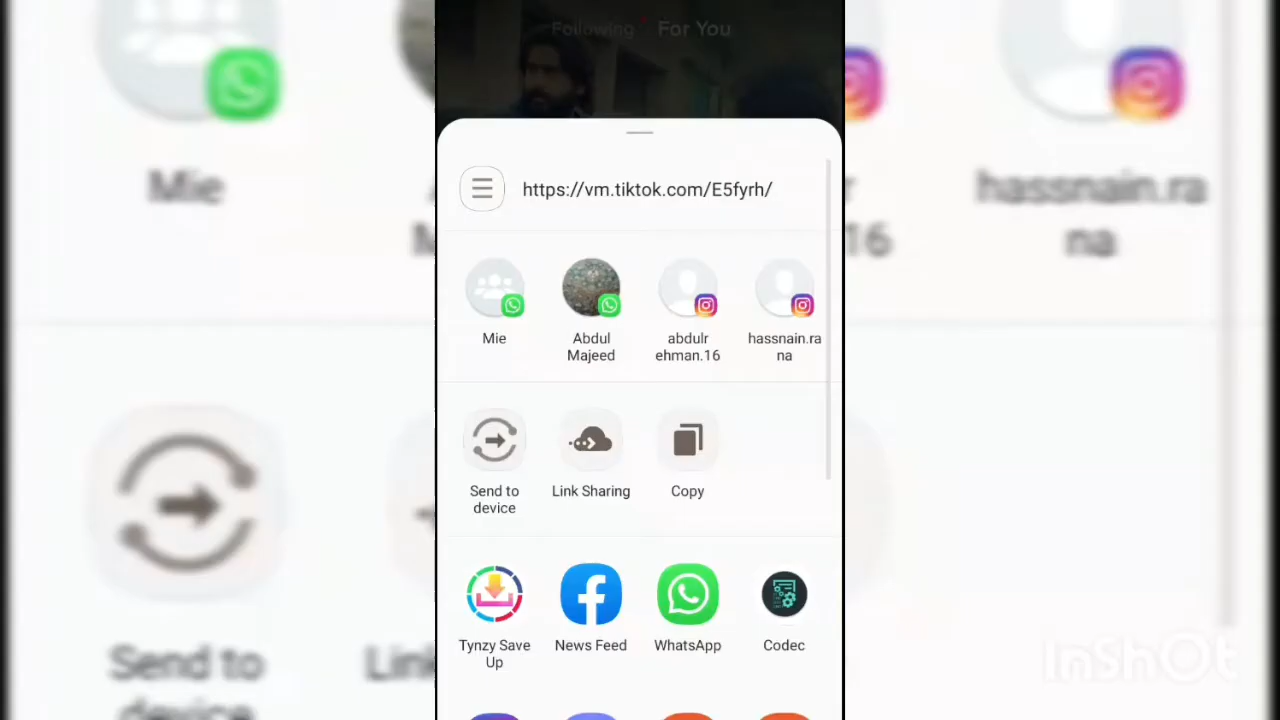 Following For You
https://vm.tiktok.com/E5fyrh/
Mie
Abdul
Majeed
abdulr
ehman.16
hassnain.ra
na
Send to
device
Link Sharing
Copy
Tynzy Save
Up
News Feed
WhatsApp
Codec
Mie
hassnain.ra
na
.16
Send to
device
Link
InShOt